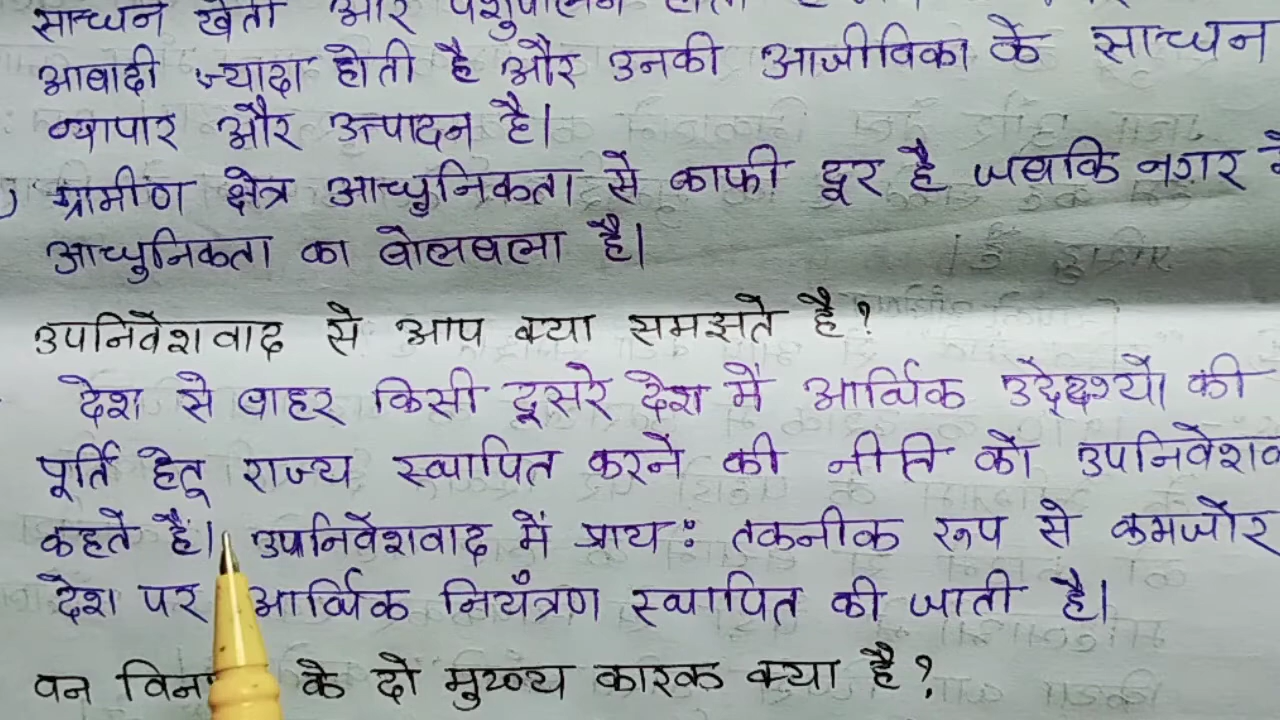 साधन खेती और पशुपालन होता है
आबादी ज्यादा होती है और उनकी आजीविका के साधन
व्यापार और उत्पादन है।
ग्रामीण क्षेत्र आधुनिकता से काफी दूर है जबकि नगर में
आधुनिकता का बोलबला है।
उपनिवेशवाद से आप क्या समझते है?
देश से बाहर किसी दूसरे देश में आर्थिक उद्देश्यों की
पूर्ति हेतू राज्य स्थापित करने की नीति को उपनिवेशव
कहते हैं। उपनिवेशवाद में प्राय: तकनीक रूप से कमजोर
देश पर आर्थिक नियँत्रण स्थापित की जाती है।
वन विना के दो मुख्य कारक क्या है?